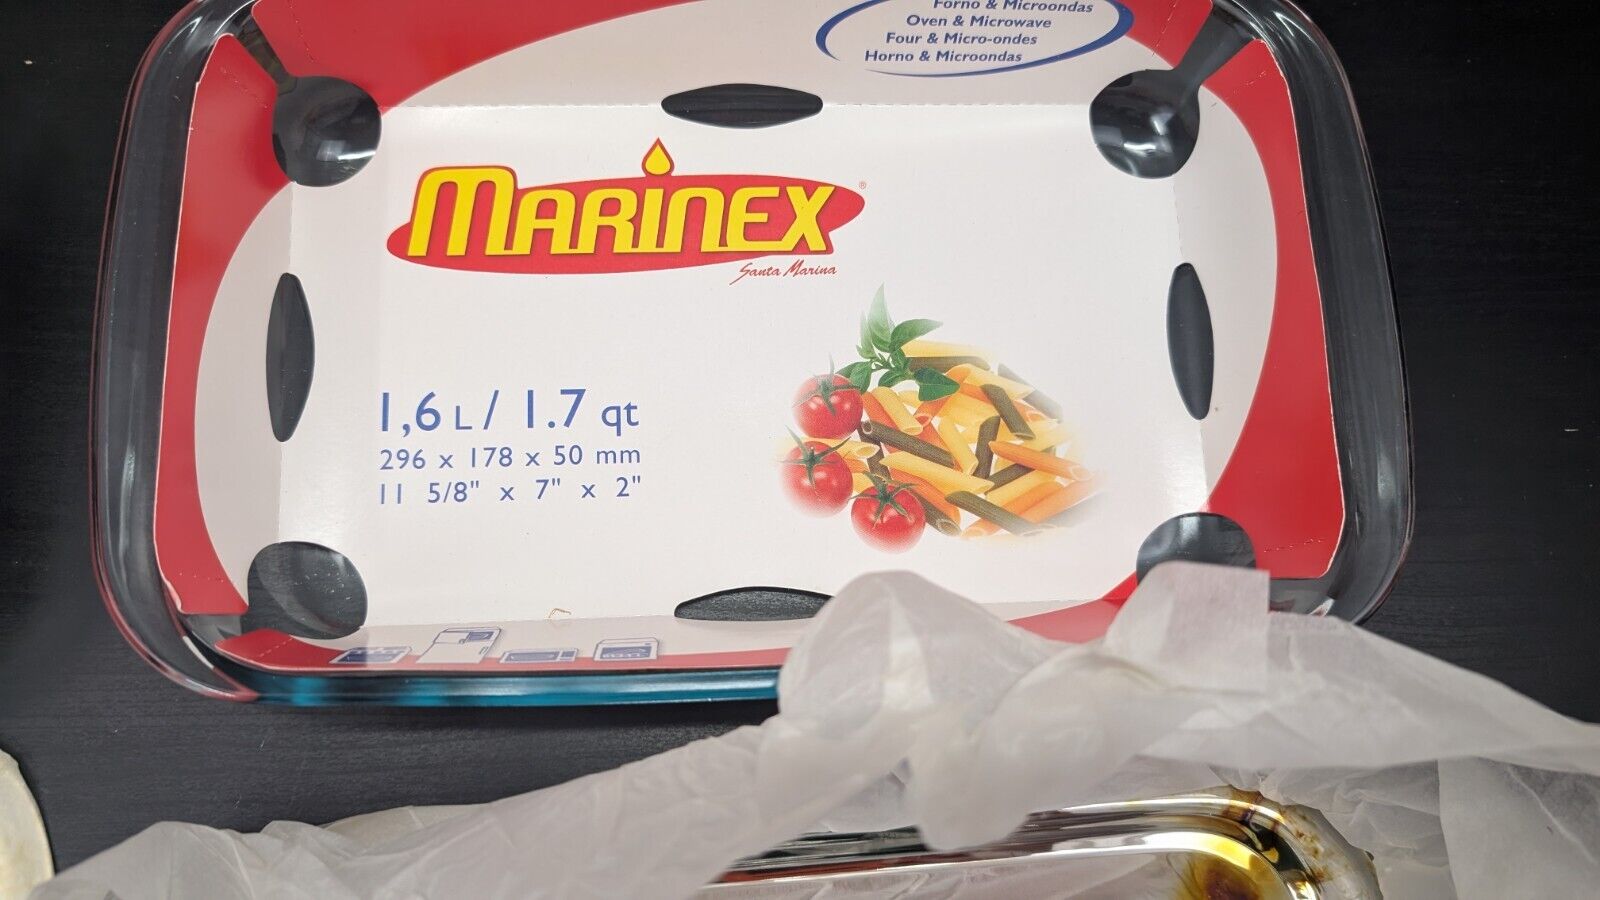 Forno & Microondas
Oven & Microwave
Four & Micro-ondes
Horno & Microondas
MARINEX®
Santa Marina
1,6 L / 1.7 qt
296 x 178 x 50 mm
11 5/8" x 7" x 2"